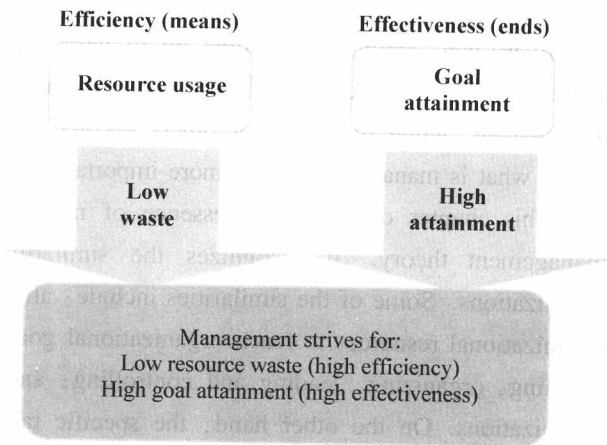 Efficiency (means)
Effectiveness (ends)
Resource usage
Goal
attainment
Low
waste
High
attainment
Management strives for:
Low resource waste (high efficiency)
High goal attainment (high effectiveness)